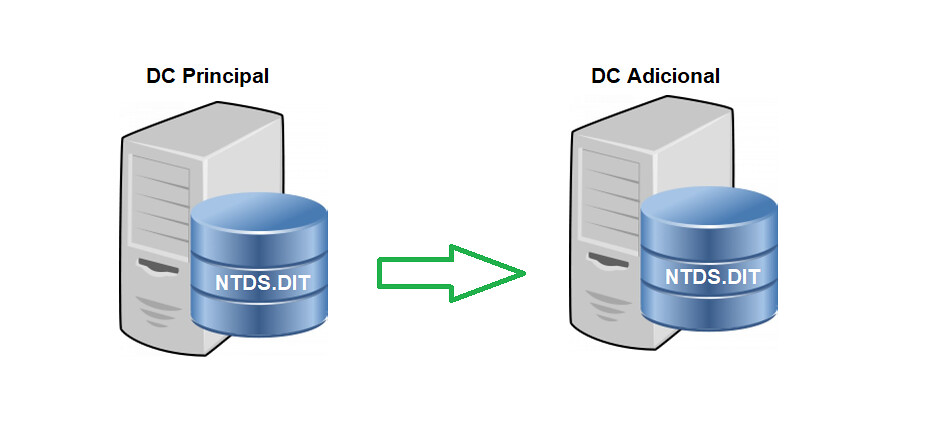 DC Principal
DC Adicional
NTDS.DIT
NTDS.DIT